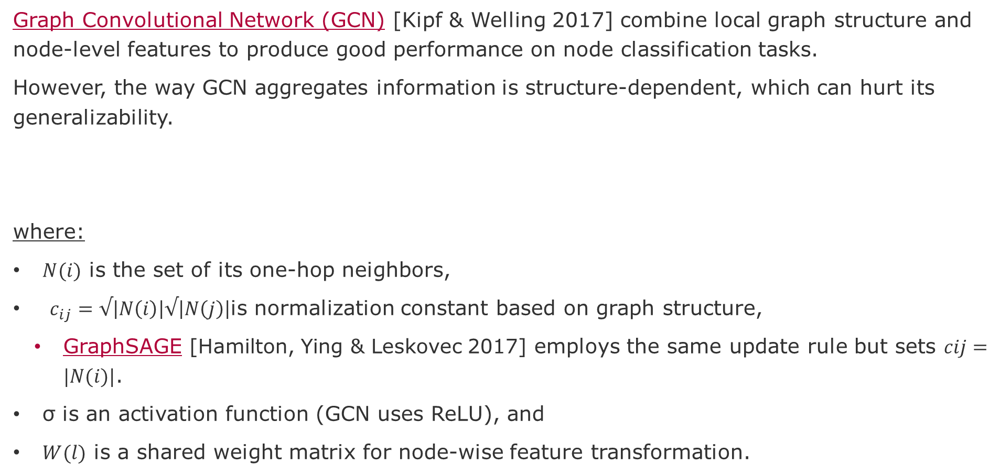 Graph Convolutional Network (GCN) [Kipf & Welling 2017] combine local graph structure and
node-level features to produce good performance on node classification tasks.
However, the way GCN aggregates information is structure-dependent, which can hurt its
generalizability.
where:
• N(i) is the set of its one-hop neighbors,
• c_ij = √|N(i)|√|N(j)|is normalization constant based on graph structure,
• GraphSAGE [Hamilton, Ying & Leskovec 2017] employs the same update rule but sets cij =
|N(i)|.
• σ is an activation function (GCN uses ReLU), and
• W(l) is a shared weight matrix for node-wise feature transformation.